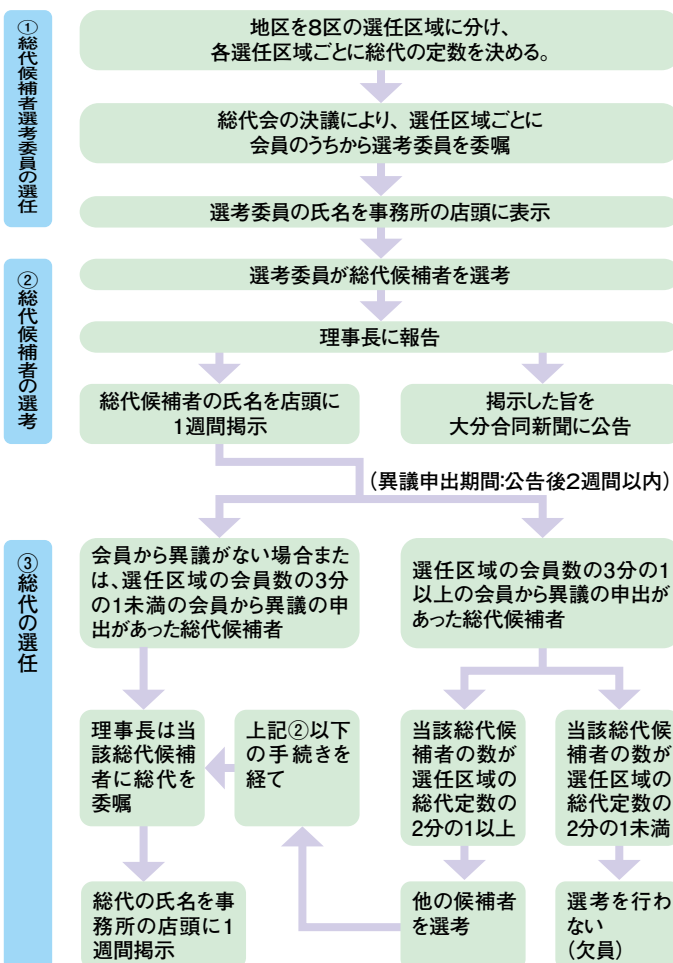 ①総代候補者選考委員の選任
地区を8区の選任区域に分け、
各選任区域ごとに総代の定数を決める。
総代会の決議により、選任区域ごとに
会員のうちから選考委員を委嘱
選考委員の氏名を事務所の店頭に表示
②総代候補者の選考
選考委員が総代候補者を選考
理事長に報告
総代候補者の氏名を店頭に
1週間掲示
掲示した旨を
大分合同新聞に公告
(異議申出期間:公告後2週間以内)
③総代の選任
会員から異議がない場合また
は、選任区域の会員数の3分
の1未満の会員から異議の申
出があった総代候補者
選任区域の会員数の3分の1
以上の会員から異議の申出が
あった総代候補者
理事長は当
該総代候補
者に総代を
委嘱
上記②以下
の手続きを
経て
当該総代候
補者の数が
選任区域の
総代定数の
2分の1以上
当該総代候
補者の数が
選任区域の
総代定数の
2分の1未満
総代の氏名を事
務所の店頭に1
週間掲示
他の候補者
を選考
選考を行わ
ない
(欠員)